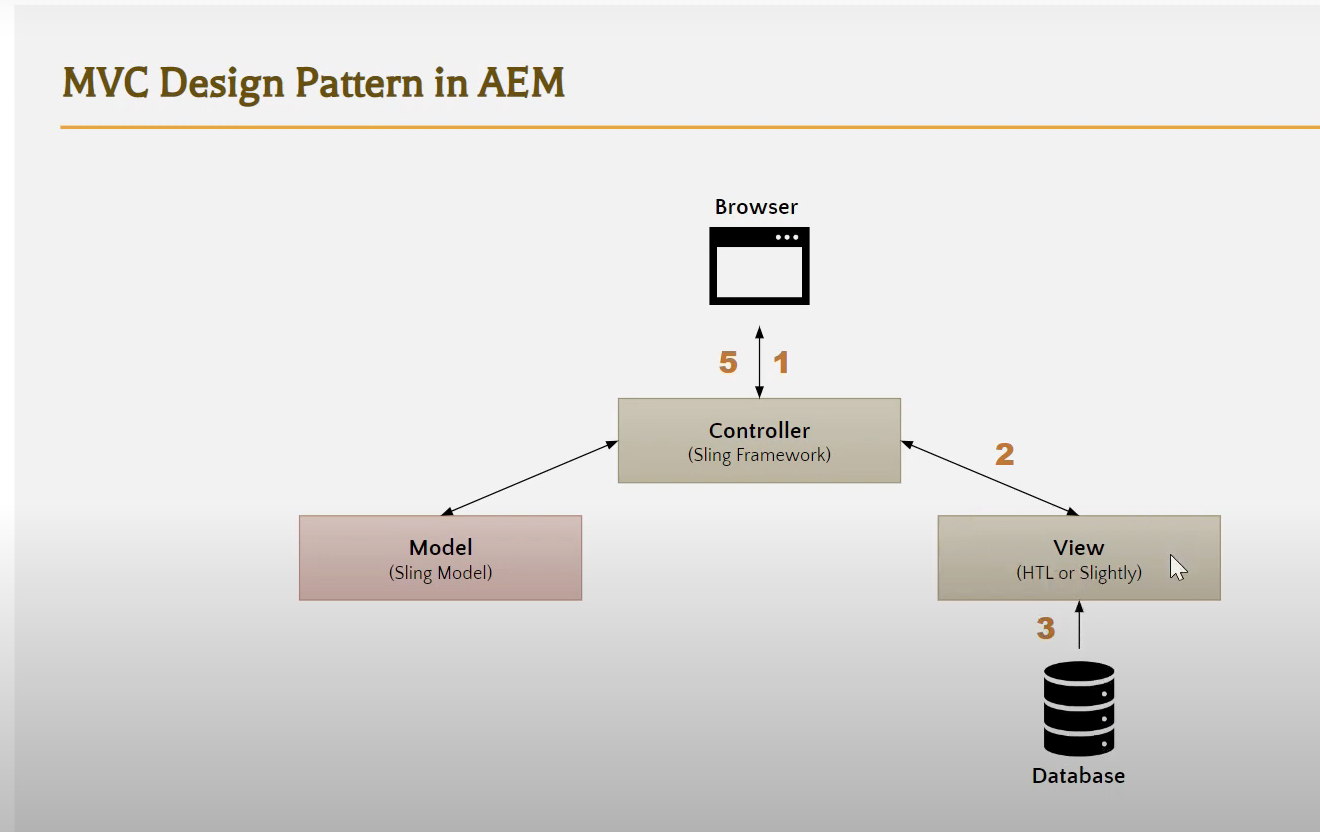 MVC Design Pattern in AEM
Browser
5 1
Controller
(Sling Framework)
2
Model
(Sling Model)
View
(HTL or Slightly)
3
Database